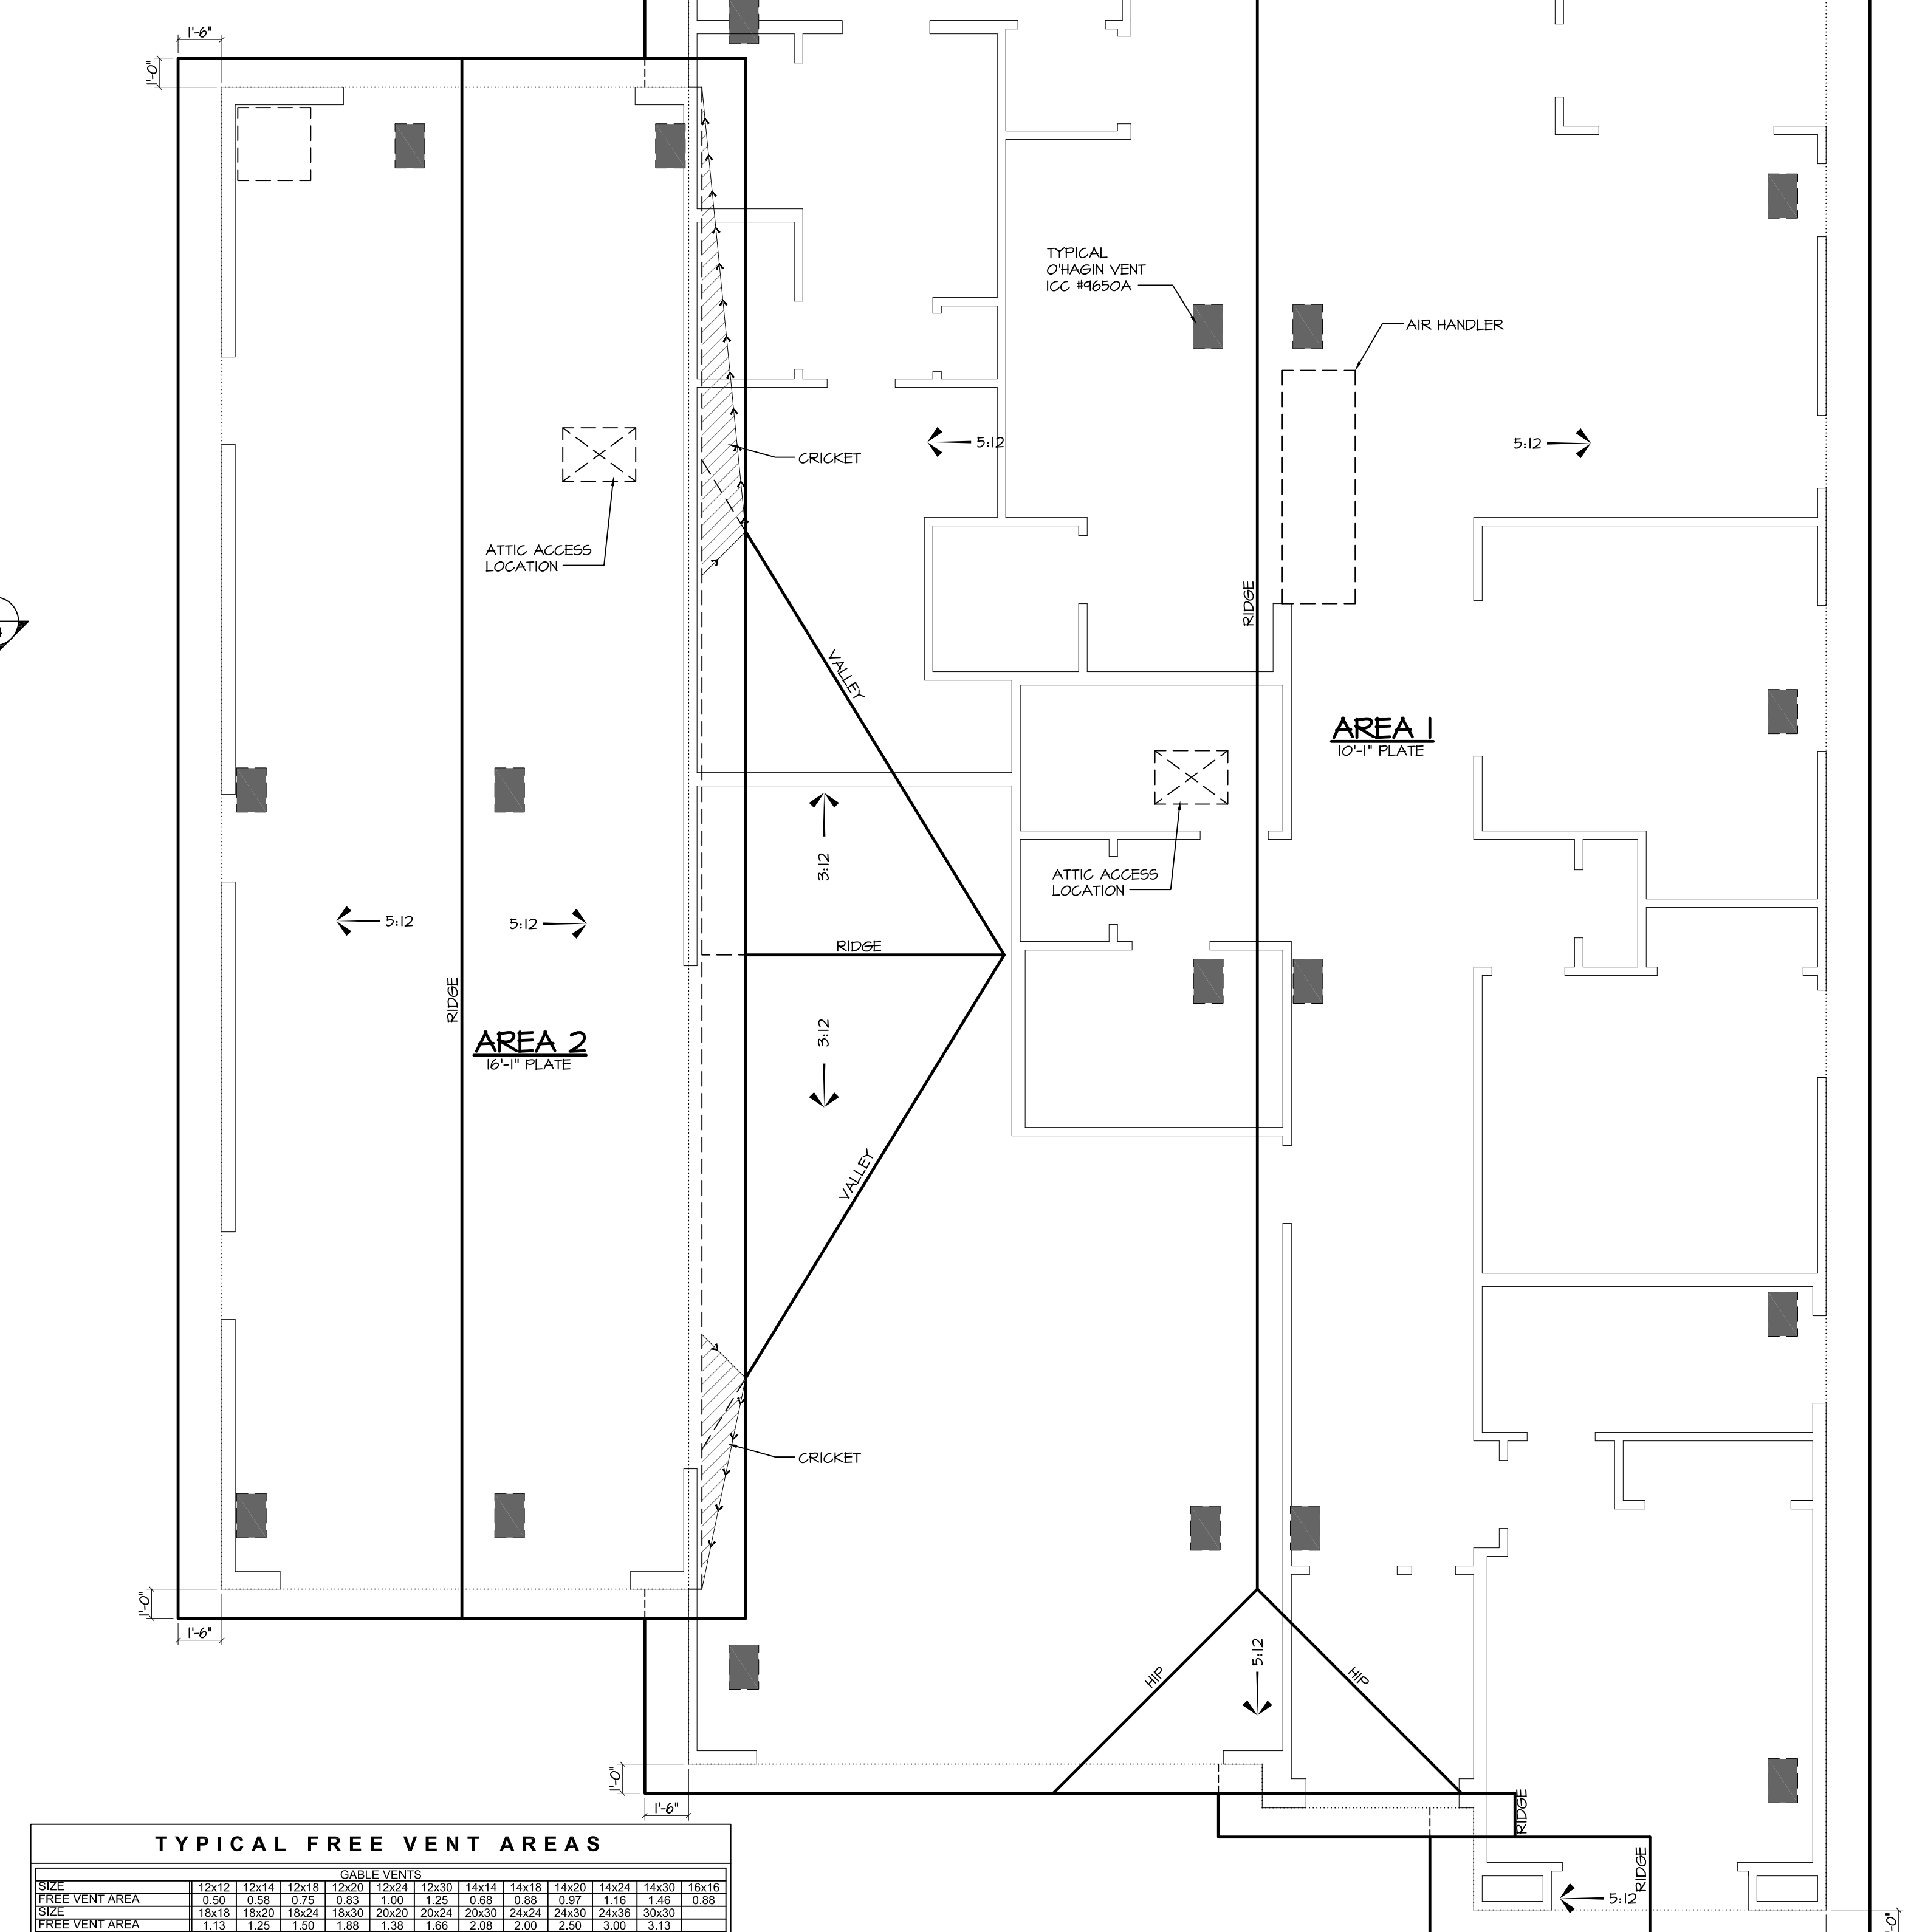 1'-6"
1'-0"
TYPICAL
O'HAGIN VENT
ICC #9650A
AIR HANDLER
5:12
5:12
CRICKET
ATTIC ACCESS
LOCATION
RIDGE
VALLEY
AREA 1
10'-1" PLATE
3:12
ATTIC ACCESS
LOCATION
5:12
5:12
RIDGE
RIDGE
AREA 2
16'-1" PLATE
3:12
VALLEY
CRICKET
1'-0"
1'-6"
5:12
HIP
HIP
1'-0"
1'-6"
RIDGE
RIDGE
5:12
1'-0"
TYPICAL FREE VENT AREAS
GABLE VENTS
SIZE 12x12 12x14 12x18 12x20 12x24 12x30 14x14 14x18 14x20 14x24 14x30 16x16
FREE VENT AREA 0.50 0.58 0.75 0.83 1.00 1.25 0.68 0.88 0.97 1.16 1.46 0.88
SIZE 18x18 18x20 18x24 18x30 20x20 20x24 20x30 24x24 24x30 24x36 30x30
FREE VENT AREA 1.13 1.25 1.50 1.88 1.38 1.66 2.08 2.00 2.50 3.00 3.13